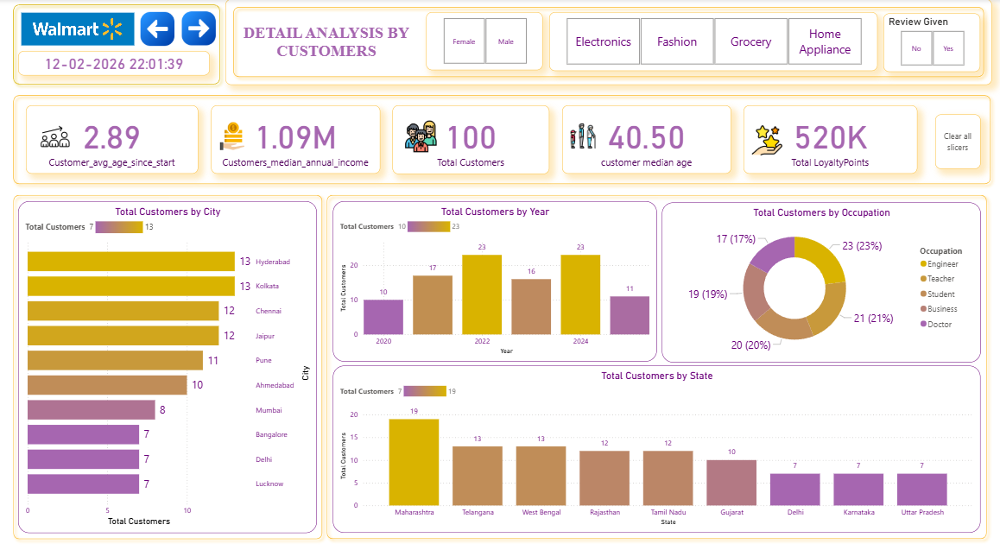 Walmart
12-02-2026 22:01:39
DETAIL ANALYSIS BY
CUSTOMERS
Female
Male
Electronics
Fashion
Grocery
Home
Appliance
Review Given
No
Yes
2.89
Customer_avg_age_since_start
1.09M
Customers_median_annual_income
100
Total Customers
40.50
customer median age
520K
Total LoyaltyPoints
Clear all
slicers
Total Customers by City
Total Customers 7 13
13 Hyderabad
13 Kolkata
12 Chennai
12 Jaipur
11 Pune
10 Ahmedabad
8 Mumbai
7 Bangalore
7 Delhi
7 Lucknow
City
0 5 10
Total Customers
Total Customers by Year
Total Customers 10 23
Total Customers
20
10
0
10 17 23 16 23 11
2020 2022 2024
Year
Total Customers by Occupation
17 (17%)
23 (23%)
19 (19%)
21 (21%)
20 (20%)
Occupation
Engineer
Teacher
Student
Business
Doctor
Total Customers by State
Total Customers 7 19
Total Customers
20
15
10
5
0
19 13 13 12 12 10 7 7 7
Maharashtra Telangana West Bengal Rajasthan Tamil Nadu Gujarat Delhi Karnataka Uttar Pradesh
State